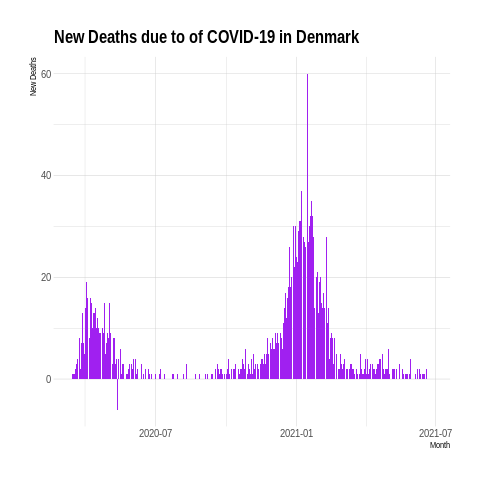 New Deaths due to of COVID-19 in Denmark
New Deaths
60
40
20
0
2020-07
2021-01
2021-07
Month